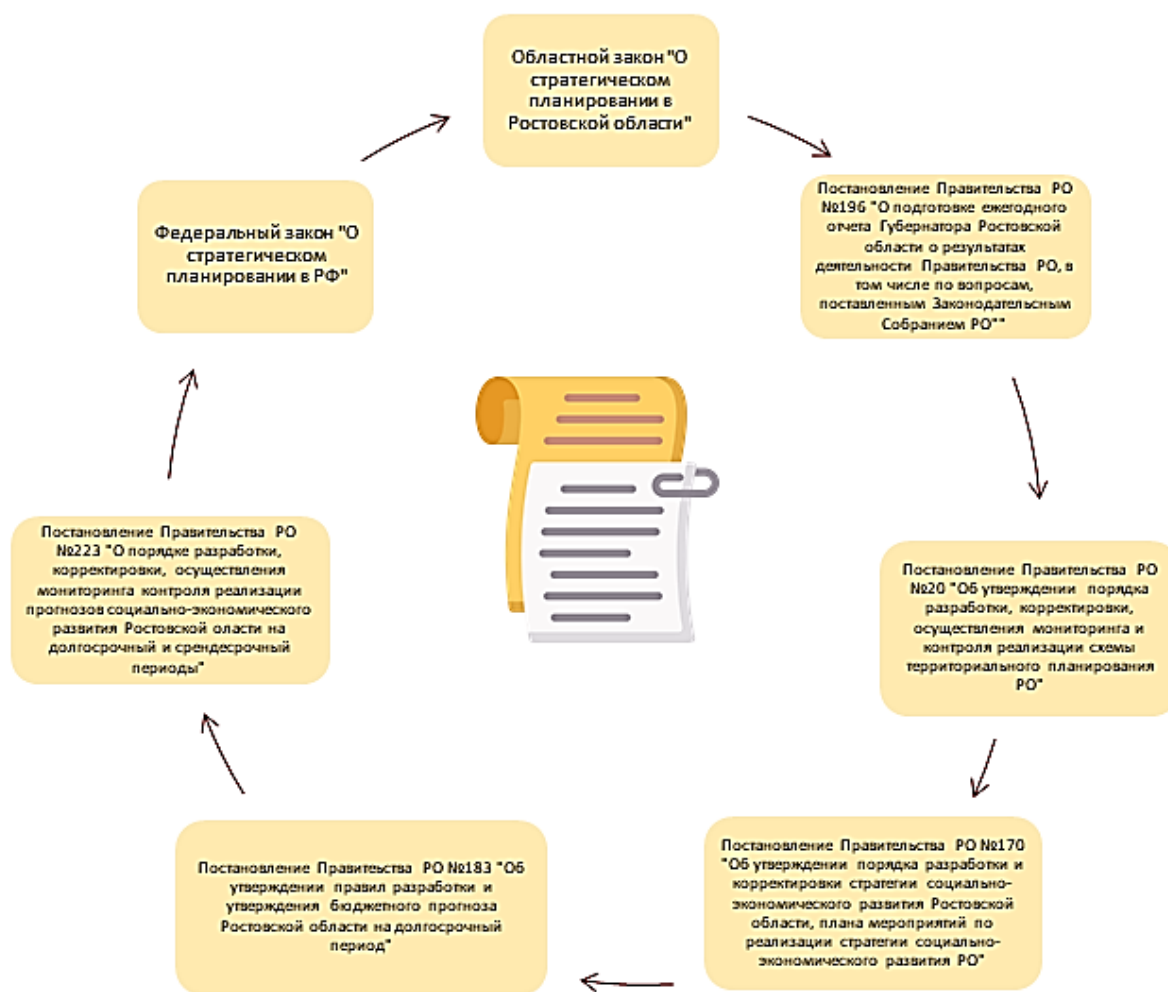 Областной закон "О
стратегическом
планировании в
Ростовской области"
Постановление Правительства РО
№196 "О подготовке ежегодного
отчета Губернатора Ростовской
области о результатах
деятельности Правительства РО, в
том числе по вопросам,
поставленным Законодательсным
Собранием РО""
Федеральный закон "О
стратегическом
планировании в РФ"
Постановление Правительства РО
№223 "О порядке разработки,
корректировки, осуществления
мониторинга контроля реализации
прогнозов социально-экономического
развития Ростовской оласти на
долгосрочный и срендесрочный
периоды"
Постановление Правительства РО
№20 "Об утверждении порядка
разработки, корректировки,
осуществления мониторинга и
контроля реализации схемы
территориального планирования
РО"
Постановление Правитеьства РО №183 "Об
утверждении правил разработки и
утверждения бюджетного прогноза
Ростовской области на долгосрочный
период"
Постановление Правительства РО №170
"Об утверждении порядка разработки и
корректировки стратегии социально-
экономического развития Ростовской
области, плана мероприятий по
реализации стратегии социально-
экономического развития РО"